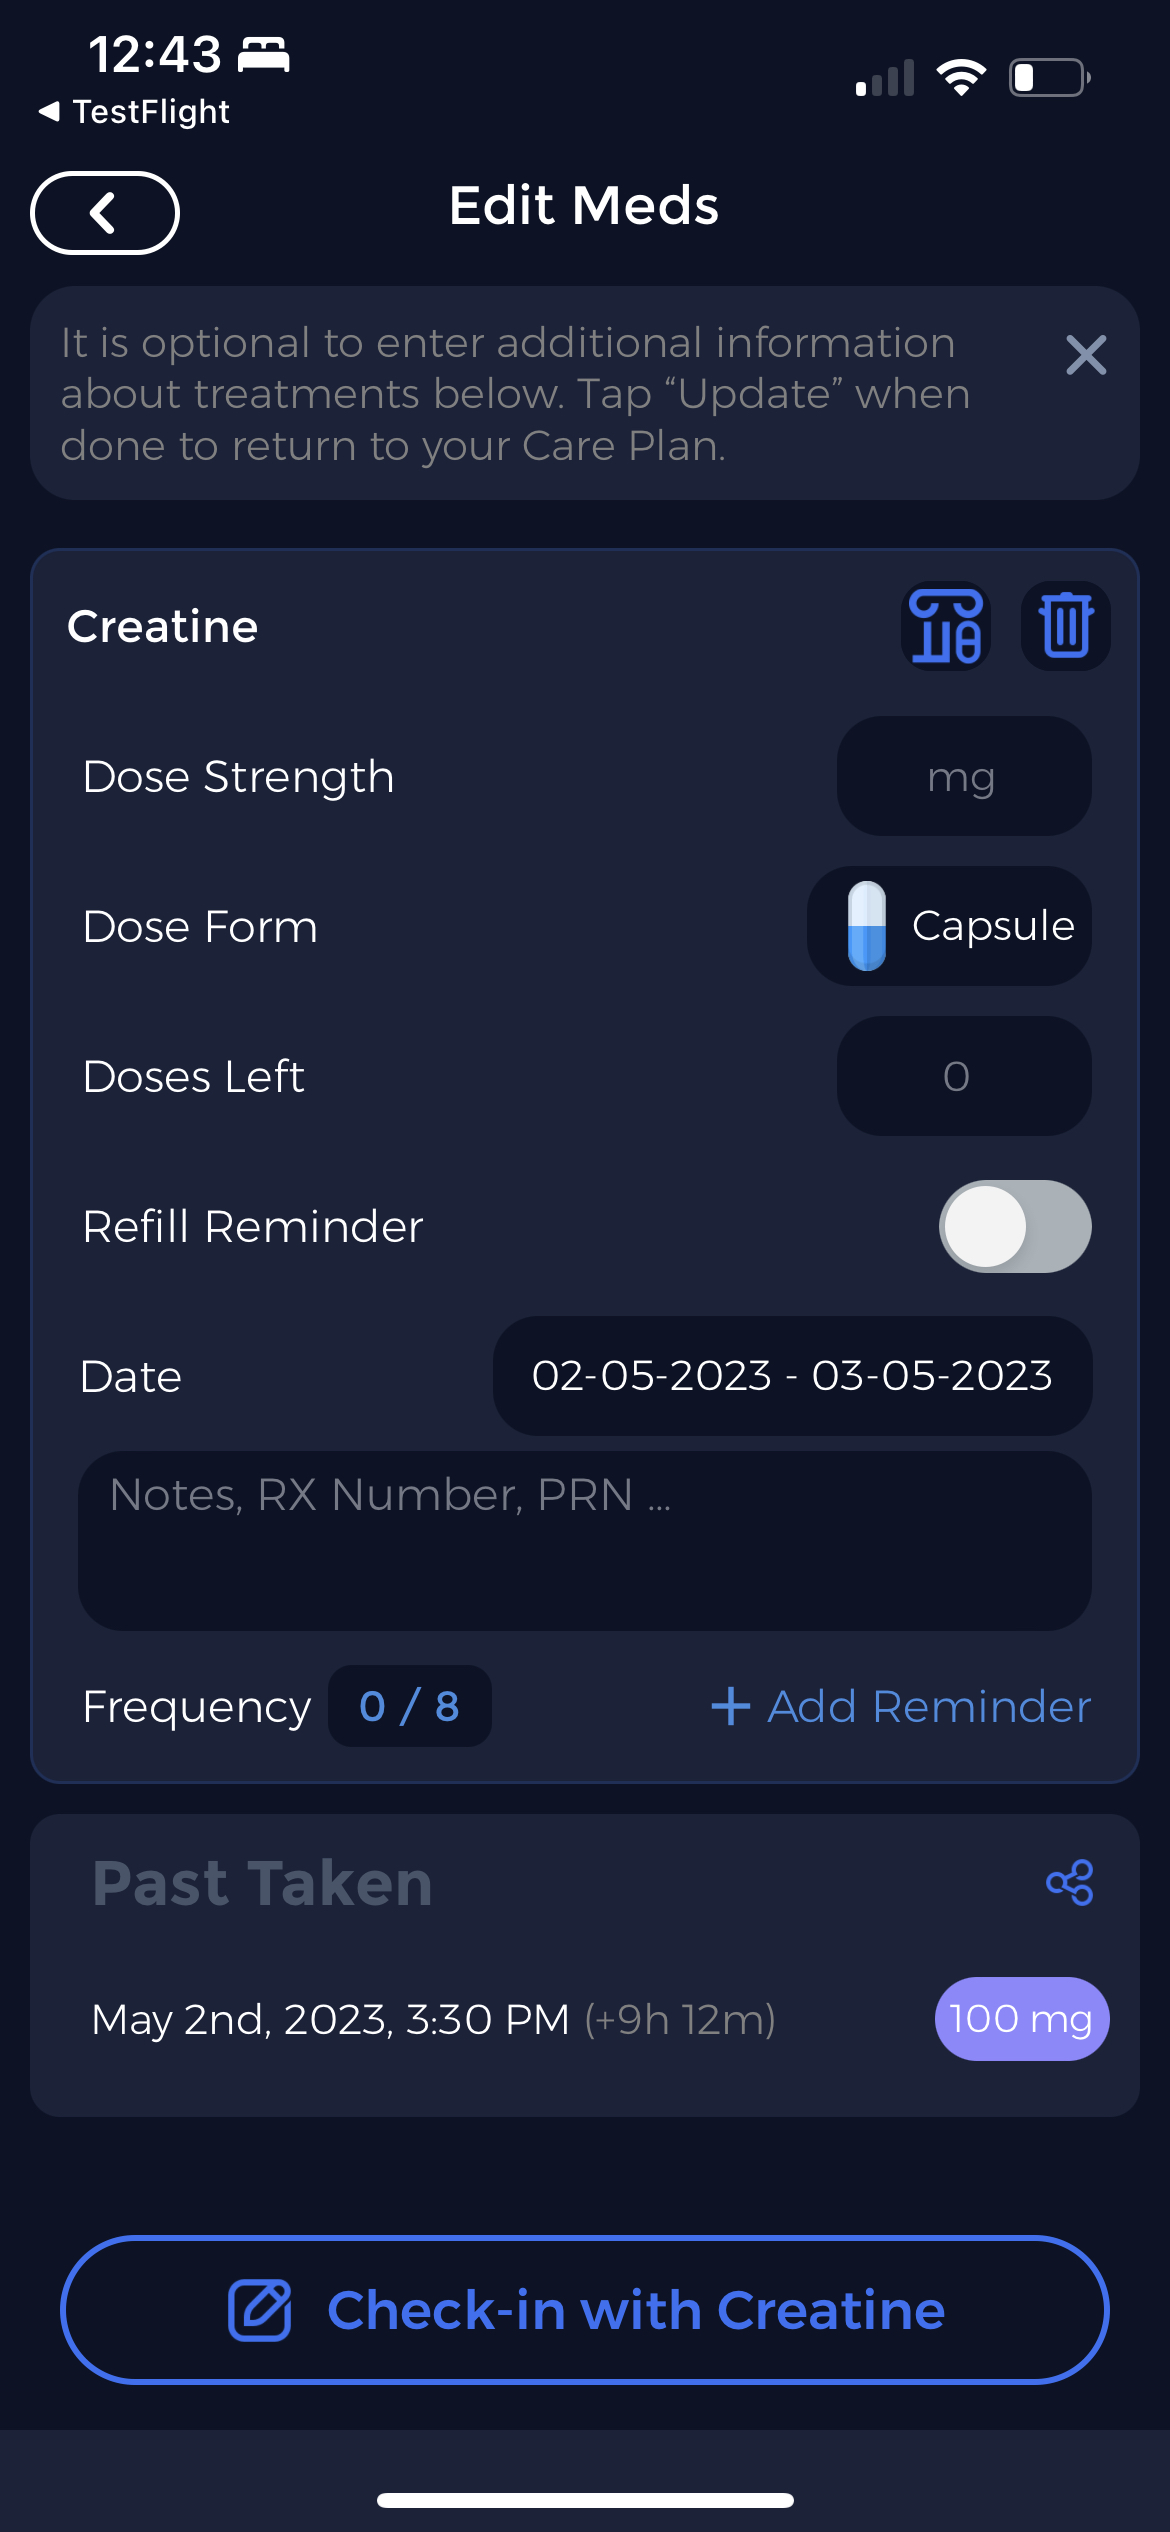 12:43
◀ TestFlight
Edit Meds
It is optional to enter additional information
about treatments below. Tap “Update” when
done to return to your Care Plan.
Creatine
Dose Strength
mg
Dose Form
Capsule
Doses Left
0
Refill Reminder
Date
02-05-2023 - 03-05-2023
Notes, RX Number, PRN ...
Frequency 0 / 8 + Add Reminder
Past Taken
May 2nd, 2023, 3:30 PM (+9h 12m)
100 mg
Check-in with Creatine